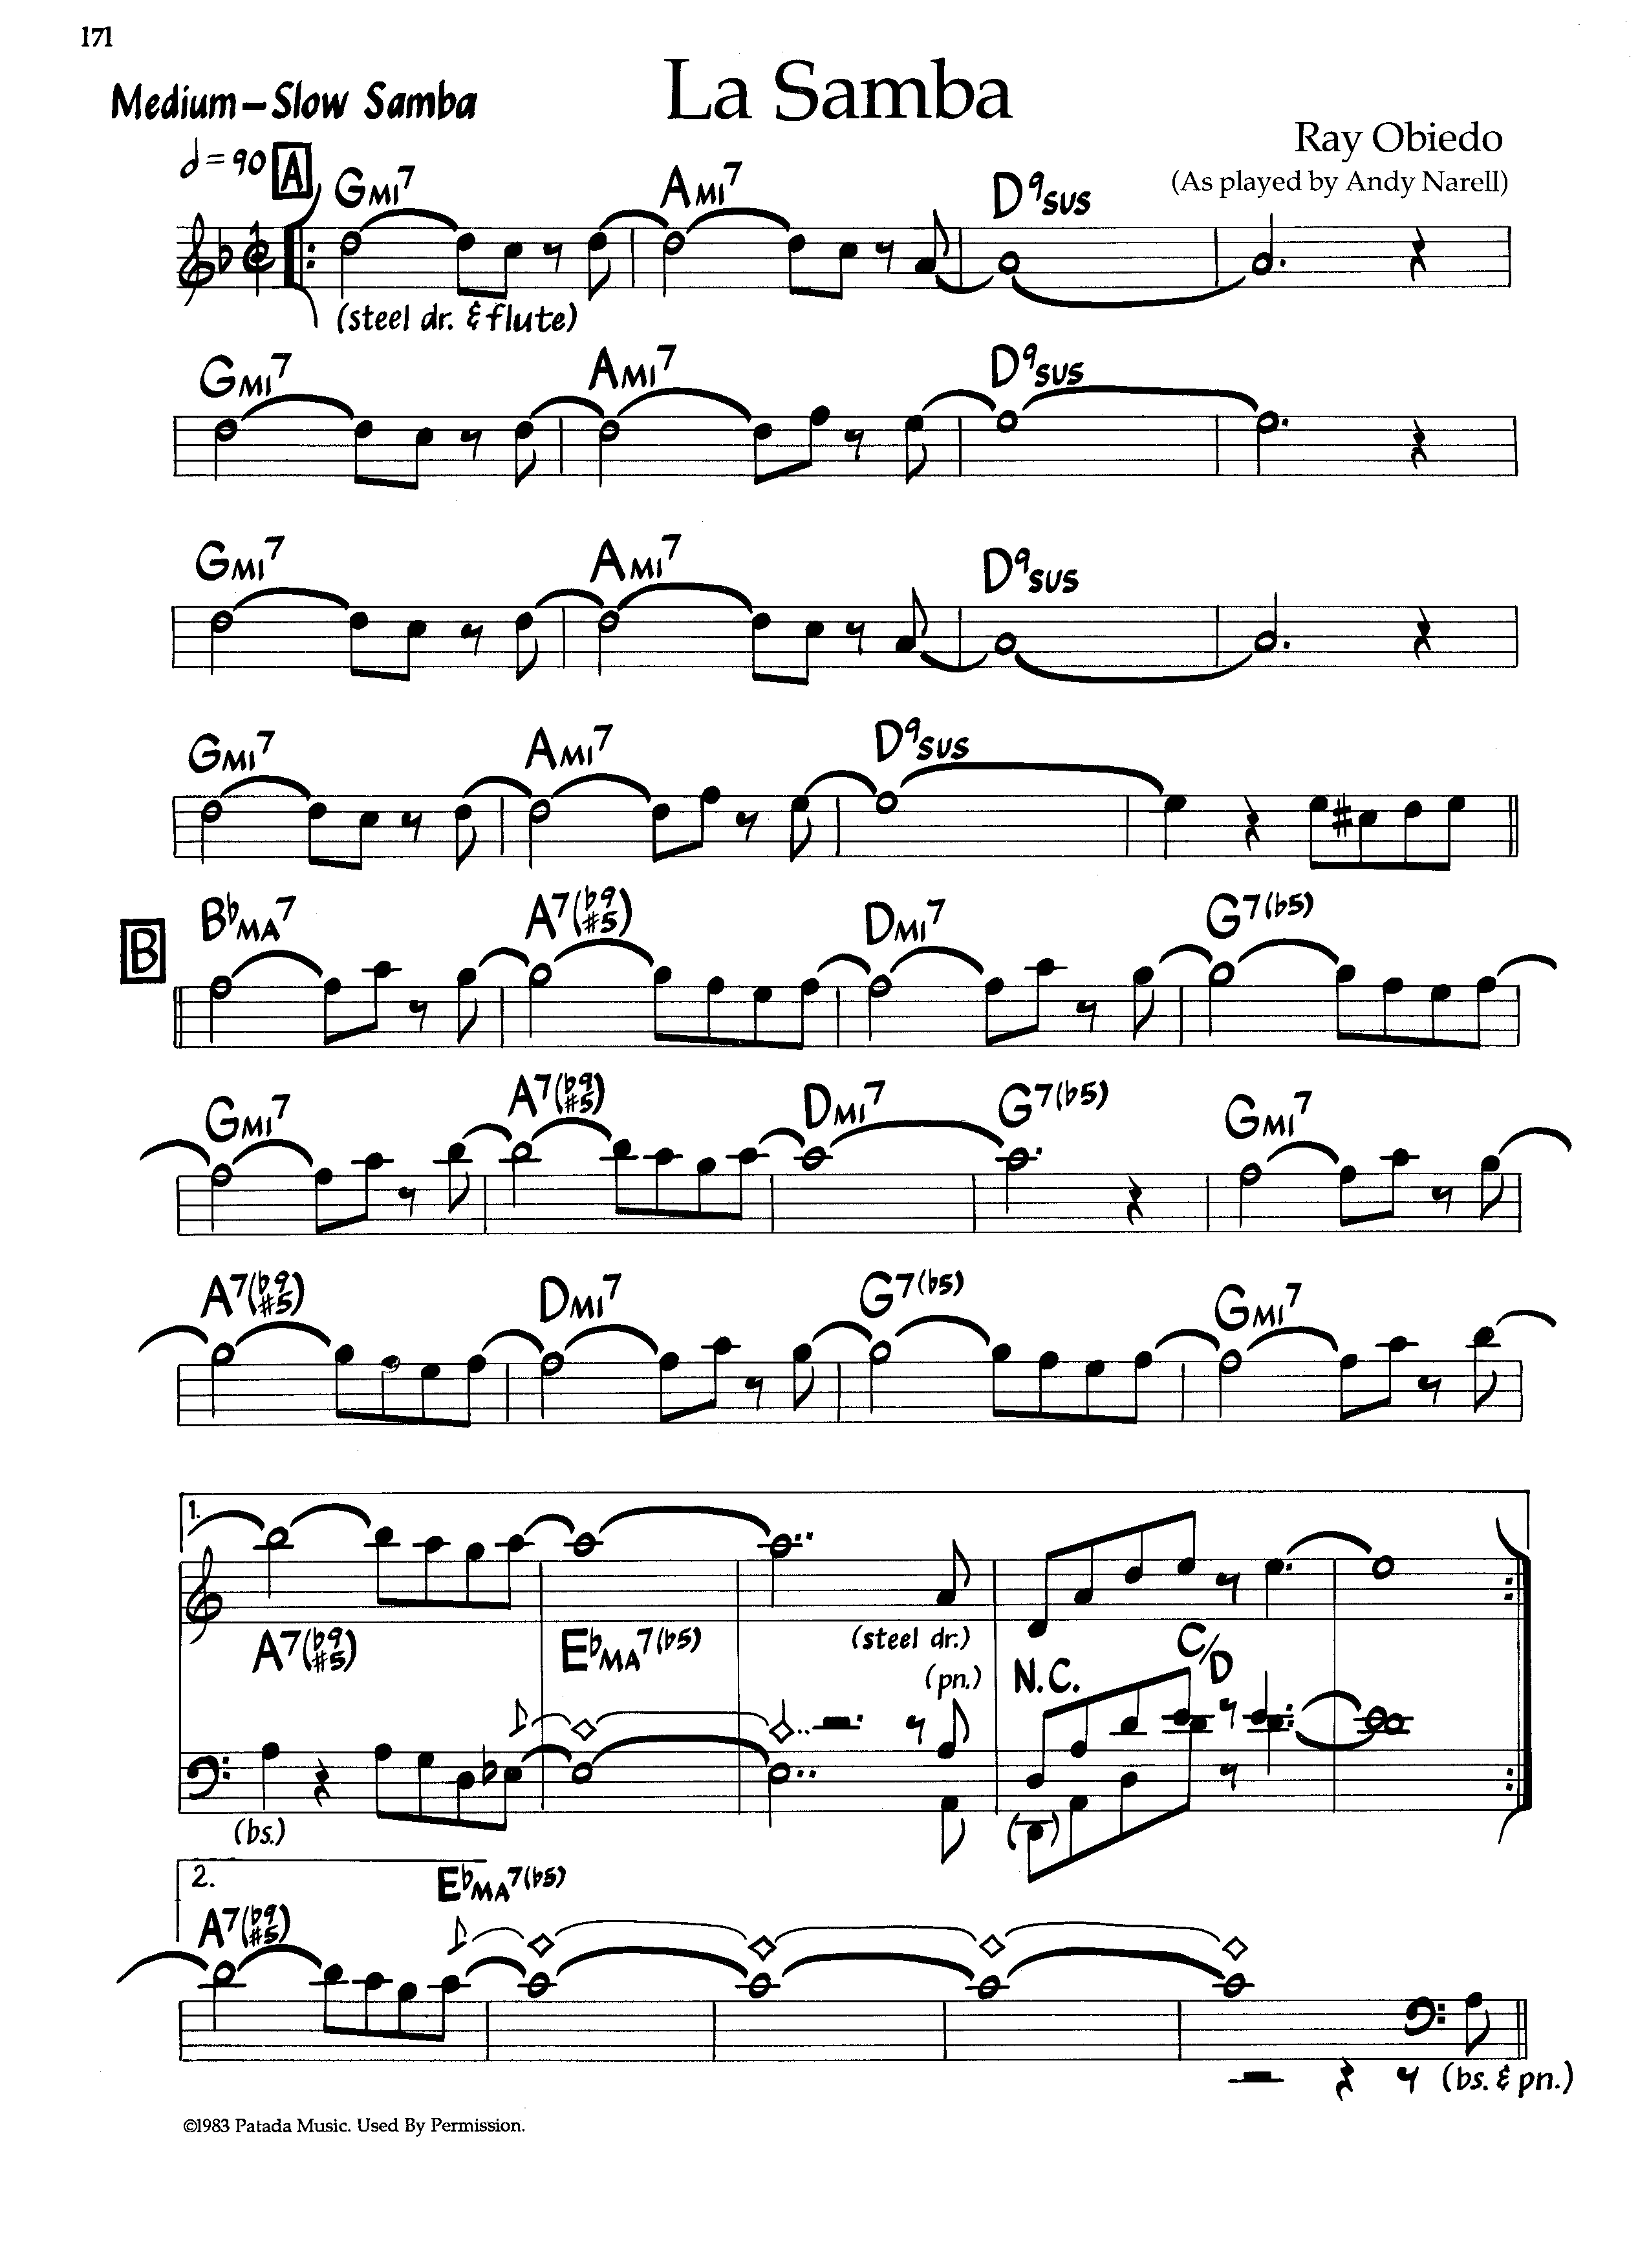 171
La Samba
Medium-Slow Samba
Ray Obiedo
(As played by Andy Narell)
𝅗𝅥 = 90
A
GMI7 AMI7 D9SUS
(steel dr. & flute)
GMI7 AMI7 D9SUS
GMI7 AMI7 D9SUS
GMI7 AMI7 D9SUS
B
B♭MA7 A7(♭9 #5) DMI7 G7(♭5)
GMI7 A7(♭9 #5) DMI7 G7(♭5) GMI7
A7(♭9 #5) DMI7 G7(♭5) GMI7
1.
A7(♭9 #5) E♭MA7(♭5) (steel dr.) C/D
(pn.) N.C.
(bs.)
2.
A7(♭9 #5) E♭MA7(♭5)
(bs. & pn.)
©1983 Patada Music. Used By Permission.